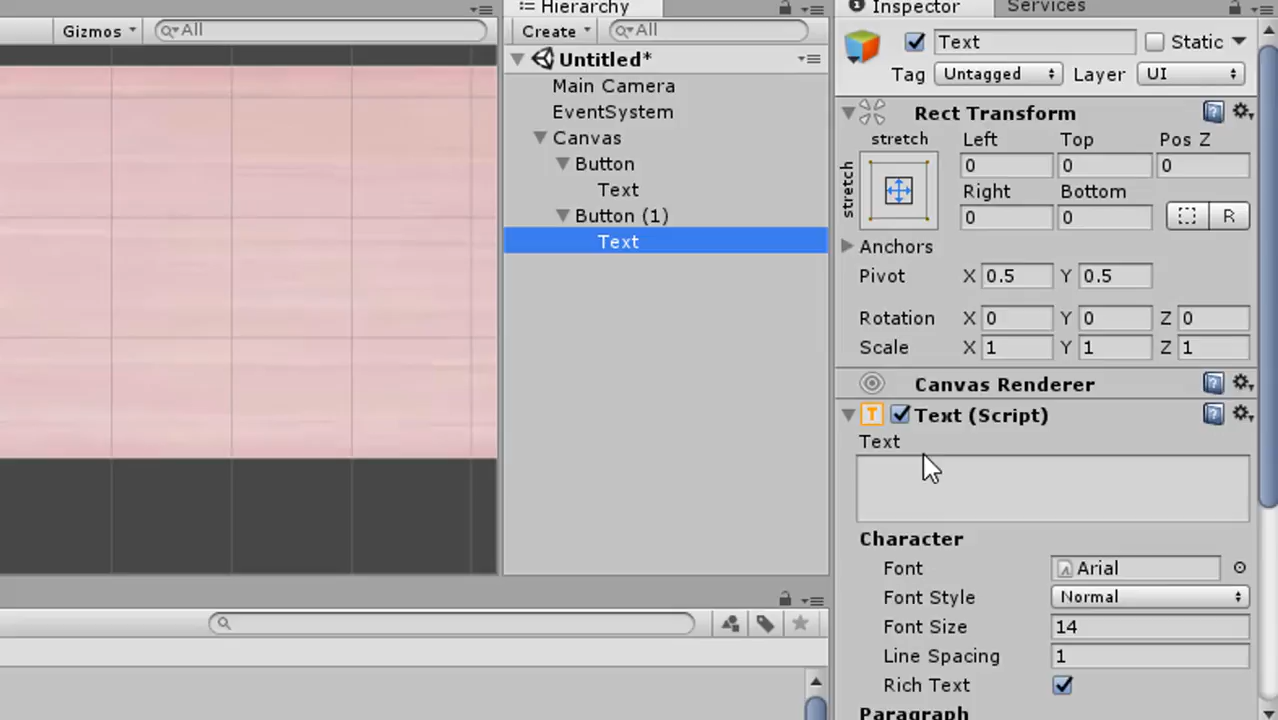 Gizmos
All
Hierarchy
Create
All
Untitled*
Main Camera
EventSystem
Canvas
Button
Text
Button (1)
Text
Inspector
Services
Text
Static
Tag
Untagged
Layer
UI
Rect Transform
stretch
stretch
Left
Top
Pos Z
0
0
0
Right
Bottom
0
0
R
Anchors
Pivot
X
0.5
Y
0.5
Rotation
X
0
Y
0
Z
0
Scale
X
1
Y
1
Z
1
Canvas Renderer
T
Text (Script)
Text
Character
Font
Arial
Font Style
Normal
Font Size
14
Line Spacing
1
Rich Text
Paragraph